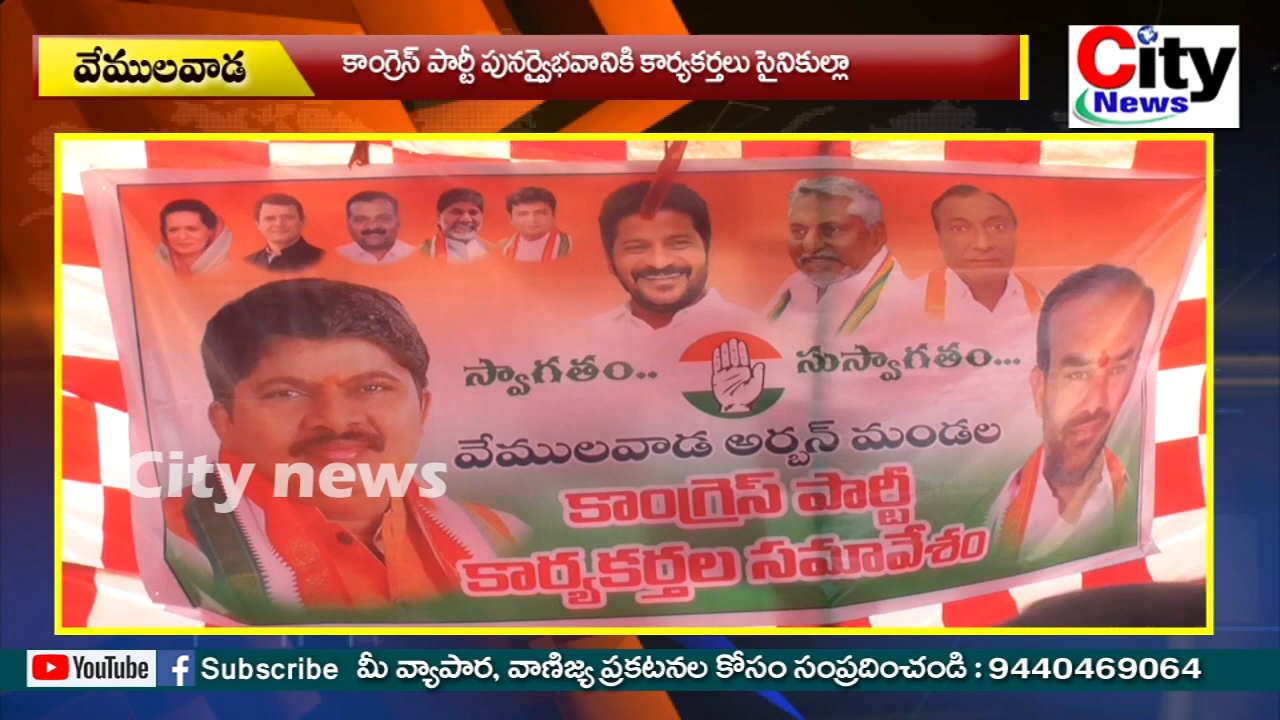 వేములవాడ
కాంగ్రెస్ పార్టీ పునర్వైభవానికి కార్యకర్తలు సైనికుల్లా
City
News
స్వాగతం.. సుస్వాగతం...
వేములవాడ అర్బన్ మండల
City news
కాంగ్రెస్ పార్టీ
కార్యకర్తల సమావేశం
YouTube f Subscribe మీ వ్యాపార, వాణిజ్య ప్రకటనల కోసం సంప్రదించండి : 9440469064